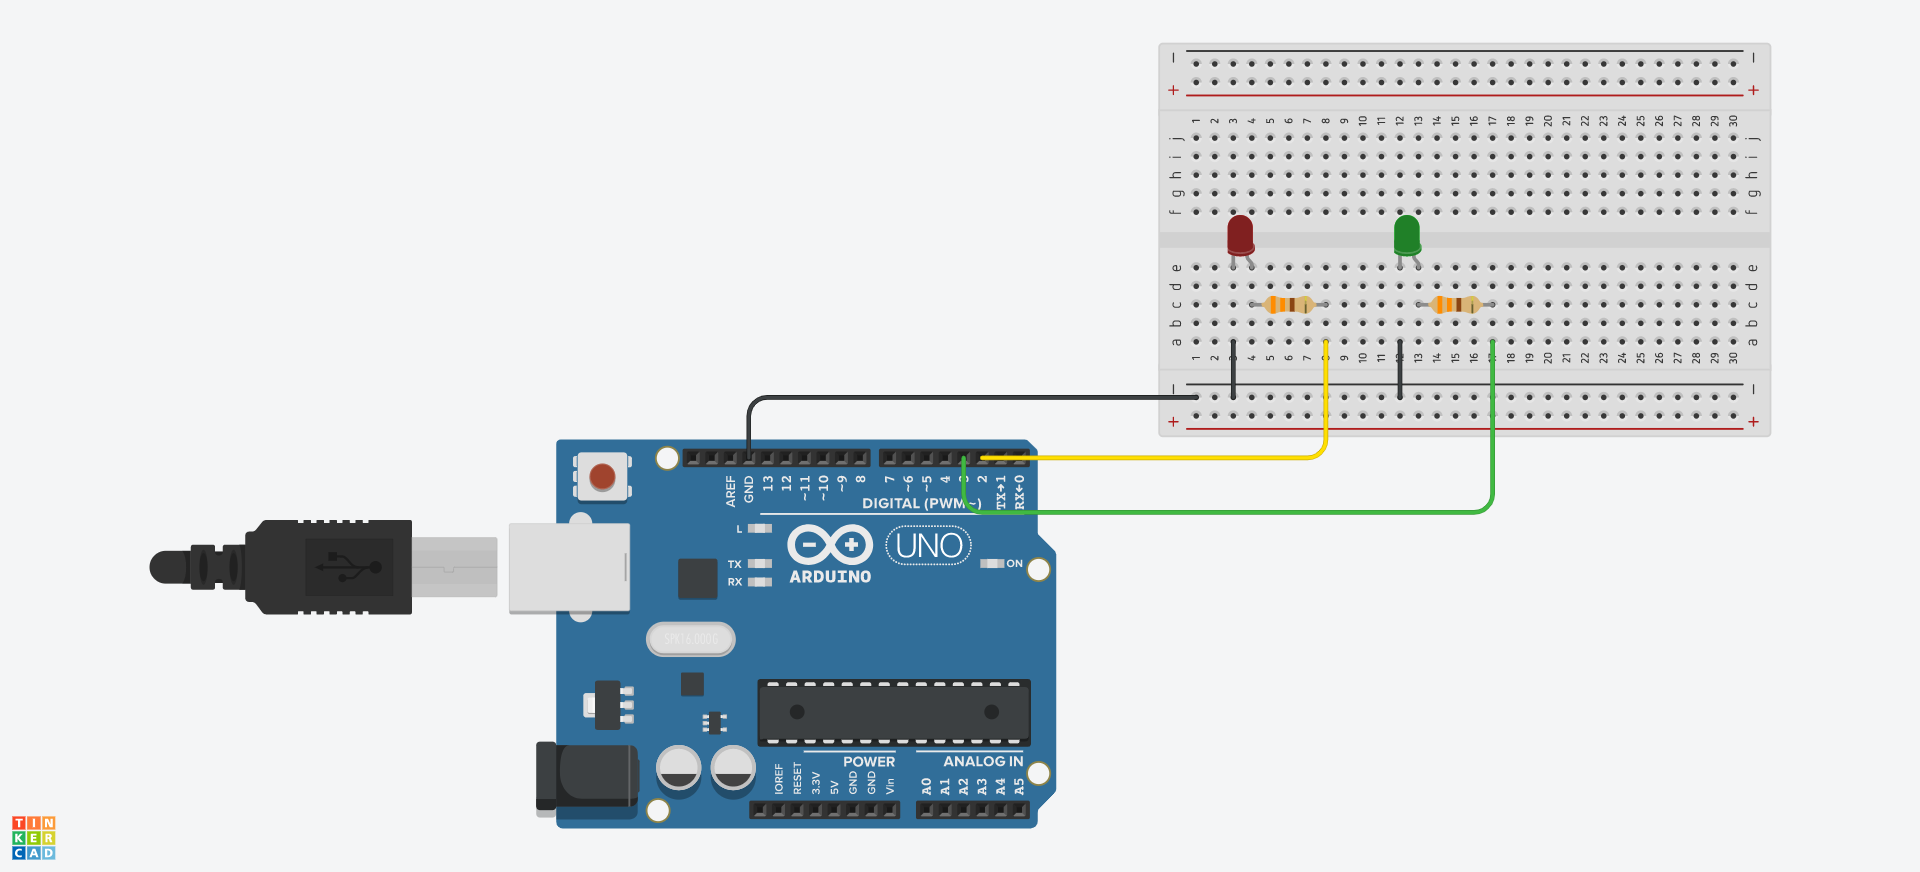 − −
+ +
1 2 3 4 5 6 7 8 9 10 11 12 13 14 15 16 17 18 19 20 21 22 23 24 25 26 27 28 29 30
j j
i i
h h
g g
f f
e e
d d
c c
b b
a a
1 2 4 5 6 7 9 10 11 13 14 15 16 18 19 20 21 22 23 24 25 26 27 28 29 30
− −
+ +
AREF GND 13 12 ~11 ~10 ~9 8 7 ~6 ~5 4 2 TX→1 RX←0
DIGITAL (PWM~)
L
TX
RX
ARDUINO
UNO
ON
SPK16.000G
POWER
ANALOG IN
IOREF RESET 3.3V 5V GND GND Vin A0 A1 A2 A3 A4 A5
TIN
KER
CAD